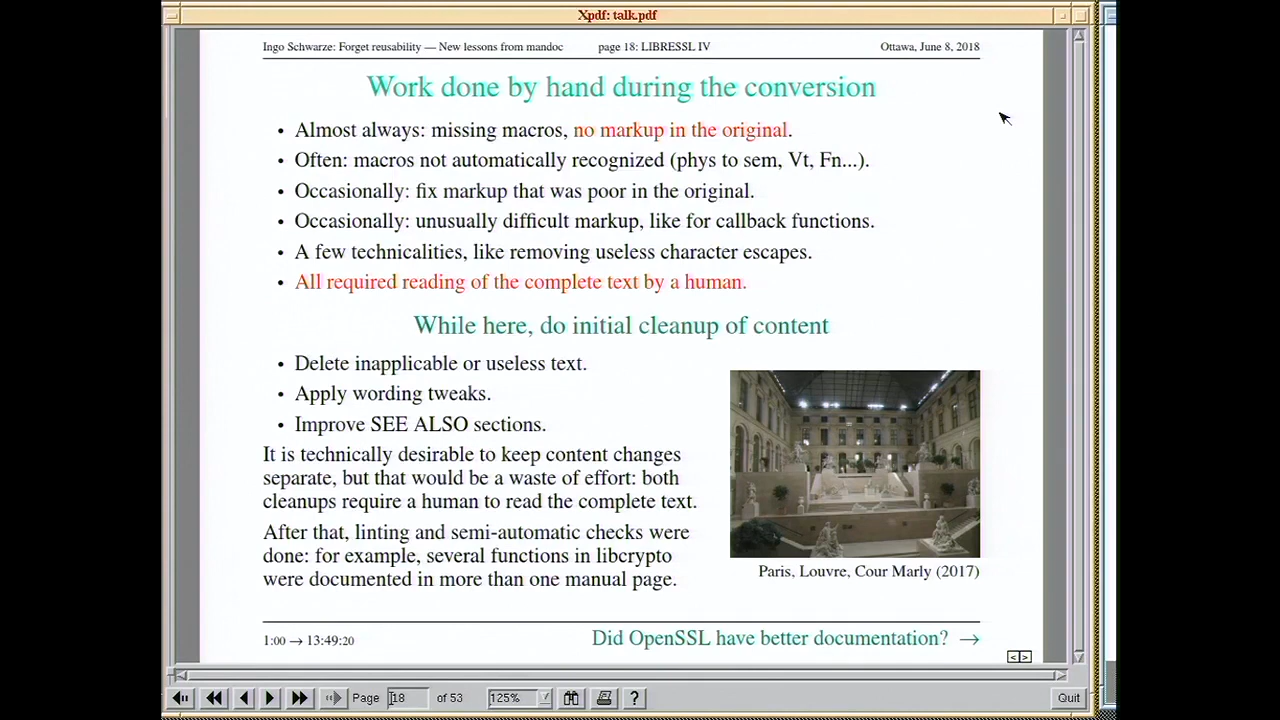 Xpdf: talk.pdf
Ingo Schwarze: Forget reusability — New lessons from mandoc page 18: LIBRESSL IV Ottawa, June 8, 2018
Work done by hand during the conversion
• Almost always: missing macros, no markup in the original.
• Often: macros not automatically recognized (phys to sem, Vt, Fn...).
• Occasionally: fix markup that was poor in the original.
• Occasionally: unusually difficult markup, like for callback functions.
• A few technicalities, like removing useless character escapes.
• All required reading of the complete text by a human.
While here, do initial cleanup of content
• Delete inapplicable or useless text.
• Apply wording tweaks.
• Improve SEE ALSO sections.
It is technically desirable to keep content changes
separate, but that would be a waste of effort: both
cleanups require a human to read the complete text.
After that, linting and semi-automatic checks were
done: for example, several functions in libcrypto
were documented in more than one manual page.
Paris, Louvre, Cour Marly (2017)
1:00 → 13:49:20 Did OpenSSL have better documentation? →
Page 18 of 53 125% ? Quit